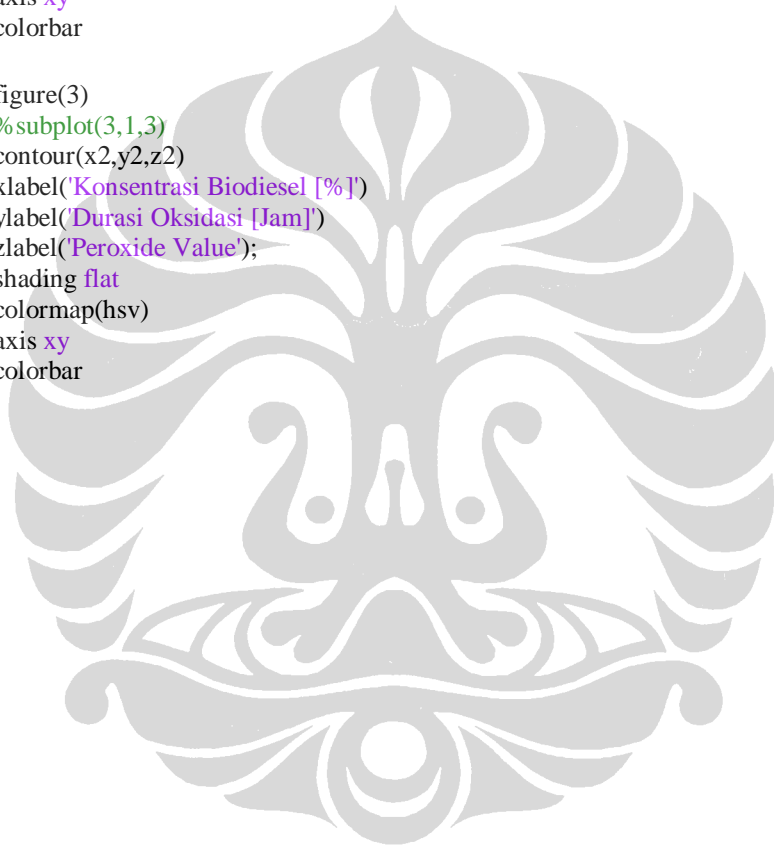 axis xy
colorbar
figure(3)
%subplot(3,1,3)
contour(x2,y2,z2)
xlabel('Konsentrasi Biodiesel [%]')
ylabel('Durasi Oksidasi [Jam]')
zlabel('Peroxide Value');
shading flat
colormap(hsv)
axis xy
colorbar